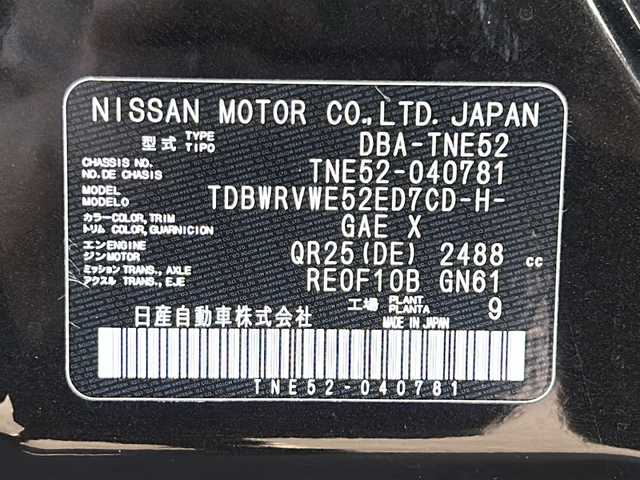 NISSAN MOTOR CO.,LTD. JAPAN
型式 TYPE TIPO DBA-TNE52
CHASSIS NO. NO. DE CHASIS TNE52-040781
MODEL MODELO TDBWRVWE52ED7CD-H-
カラー COLOR, TRIM トリム COLOR, GUARNICION GAE X
エン ENGINE ジン MOTOR QR25(DE) 2488 cc
ミッション TRANS., AXLE アクスル TRANS., EJE RE0F10B GN61
工場 PLANT PLANTA 9
日産自動車株式会社 MADE IN JAPAN
TNE52-040781